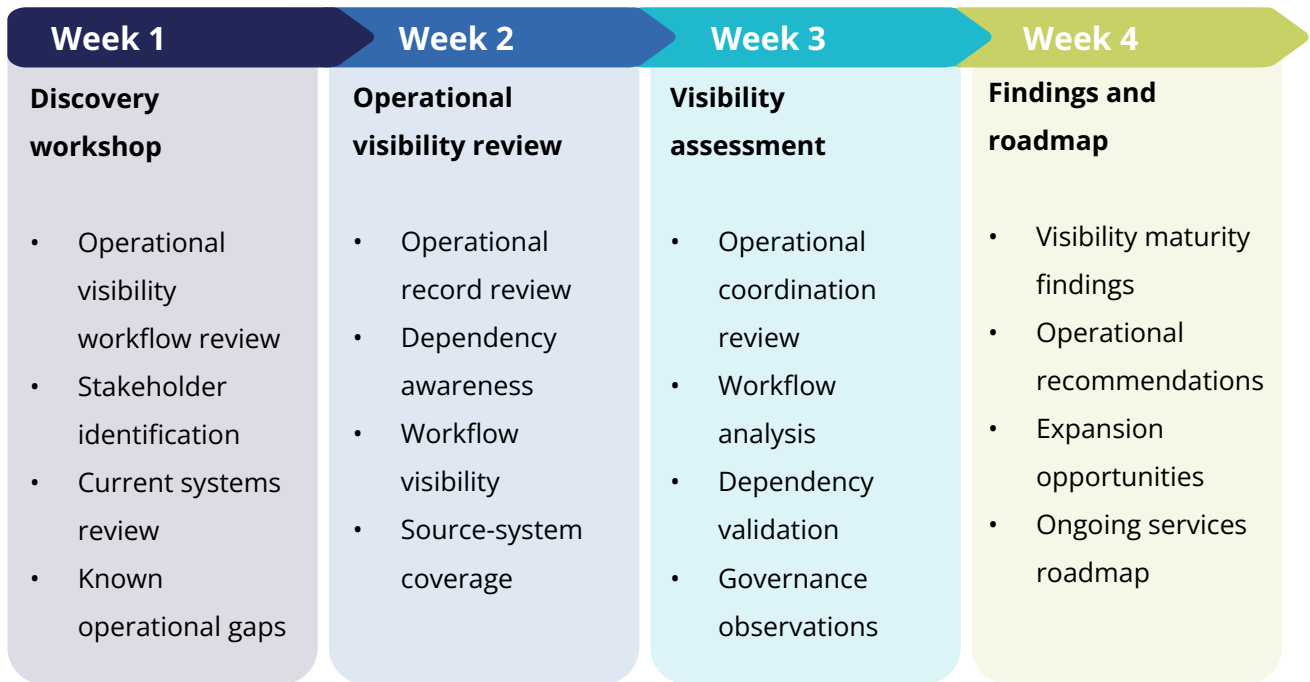 Week 1
Discovery
workshop
• Operational
visibility
workflow review
• Stakeholder
identification
• Current systems
review
• Known
operational gaps
Week 2
Operational
visibility review
• Operational
record review
• Dependency
awareness
• Workflow
visibility
• Source-system
coverage
Week 3
Visibility
assessment
• Operational
coordination
review
• Workflow
analysis
• Dependency
validation
• Governance
observations
Week 4
Findings and
roadmap
• Visibility maturity
findings
• Operational
recommendations
• Expansion
opportunities
• Ongoing services
roadmap